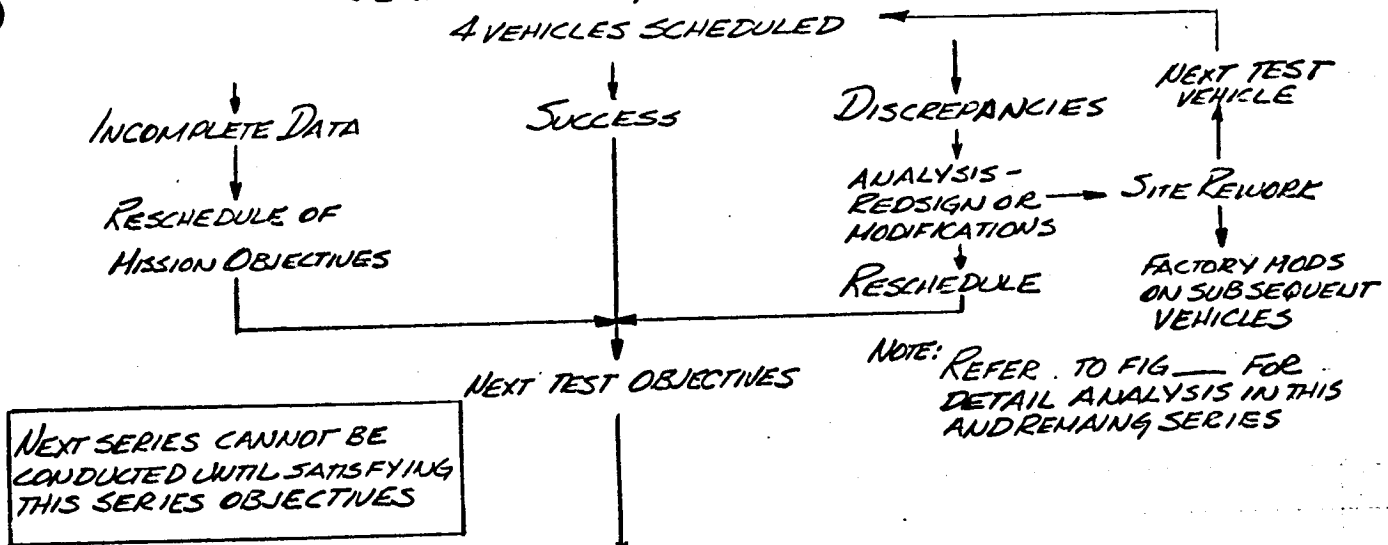 4 VEHICLES SCHEDULED
INCOMPLETE DATA
RESCHEDULE OF
MISSION OBJECTIVES
SUCCESS
DISCREPANCIES
ANALYSIS -
REDSIGN OR
MODIFICATIONS
RESCHEDULE
NEXT TEST
VEHICLE
SITE REWORK
FACTORY MODS
ON SUBSEQUENT
VEHICLES
NEXT TEST OBJECTIVES
NOTE: REFER. TO FIG ___ FOR
DETAIL ANALYSIS IN THIS
AND REMAING SERIES
NEXT SERIES CANNOT BE
CONDUCTED UNTIL SATISFYING
THIS SERIES OBJECTIVES